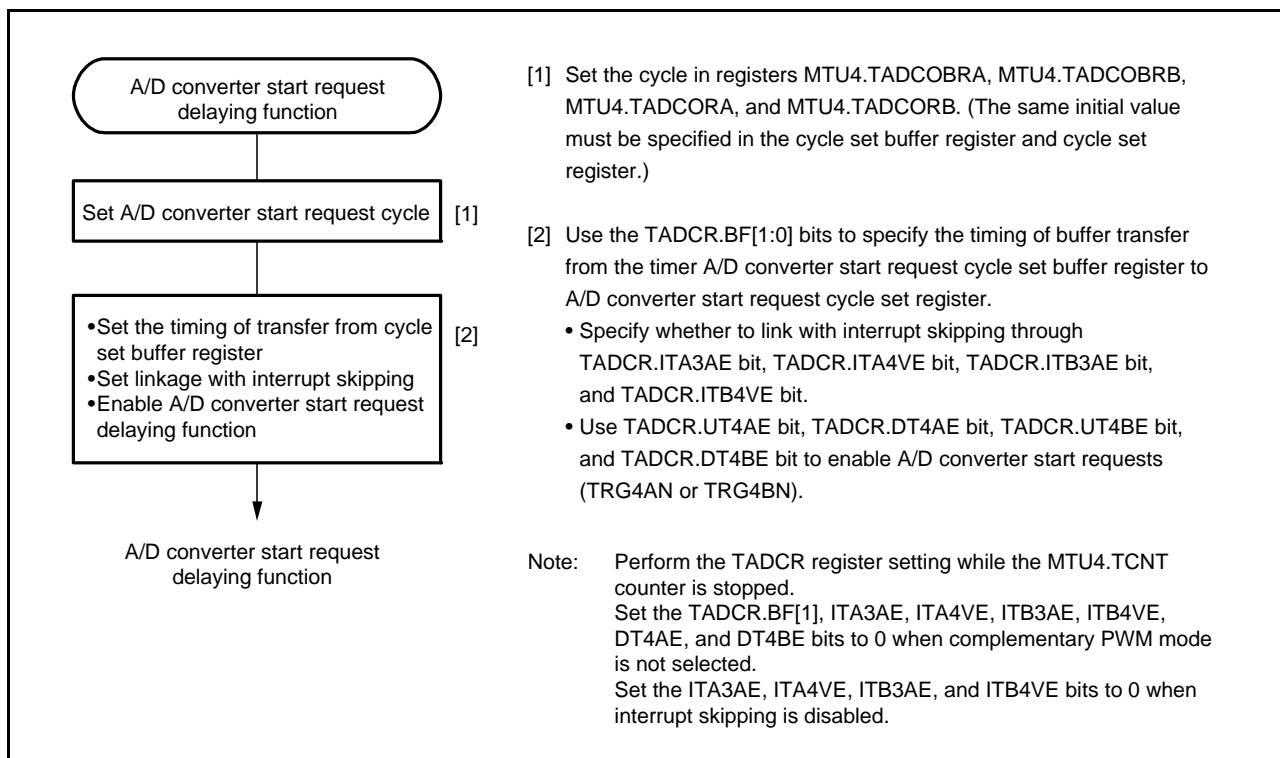 A/D converter start request
delaying function
Set A/D converter start request cycle
[1]
•Set the timing of transfer from cycle
set buffer register
•Set linkage with interrupt skipping
•Enable A/D converter start request
delaying function
[2]
A/D converter start request
delaying function
[1] Set the cycle in registers MTU4.TADCOBRA, MTU4.TADCOBRB,
MTU4.TADCORA, and MTU4.TADCORB. (The same initial value
must be specified in the cycle set buffer register and cycle set
register.)
[2] Use the TADCR.BF[1:0] bits to specify the timing of buffer transfer
from the timer A/D converter start request cycle set buffer register to
A/D converter start request cycle set register.
• Specify whether to link with interrupt skipping through
TADCR.ITA3AE bit, TADCR.ITA4VE bit, TADCR.ITB3AE bit,
and TADCR.ITB4VE bit.
• Use TADCR.UT4AE bit, TADCR.DT4AE bit, TADCR.UT4BE bit,
and TADCR.DT4BE bit to enable A/D converter start requests
(TRG4AN or TRG4BN).
Note: Perform the TADCR register setting while the MTU4.TCNT
counter is stopped.
Set the TADCR.BF[1], ITA3AE, ITA4VE, ITB3AE, ITB4VE,
DT4AE, and DT4BE bits to 0 when complementary PWM mode
is not selected.
Set the ITA3AE, ITA4VE, ITB3AE, and ITB4VE bits to 0 when
interrupt skipping is disabled.